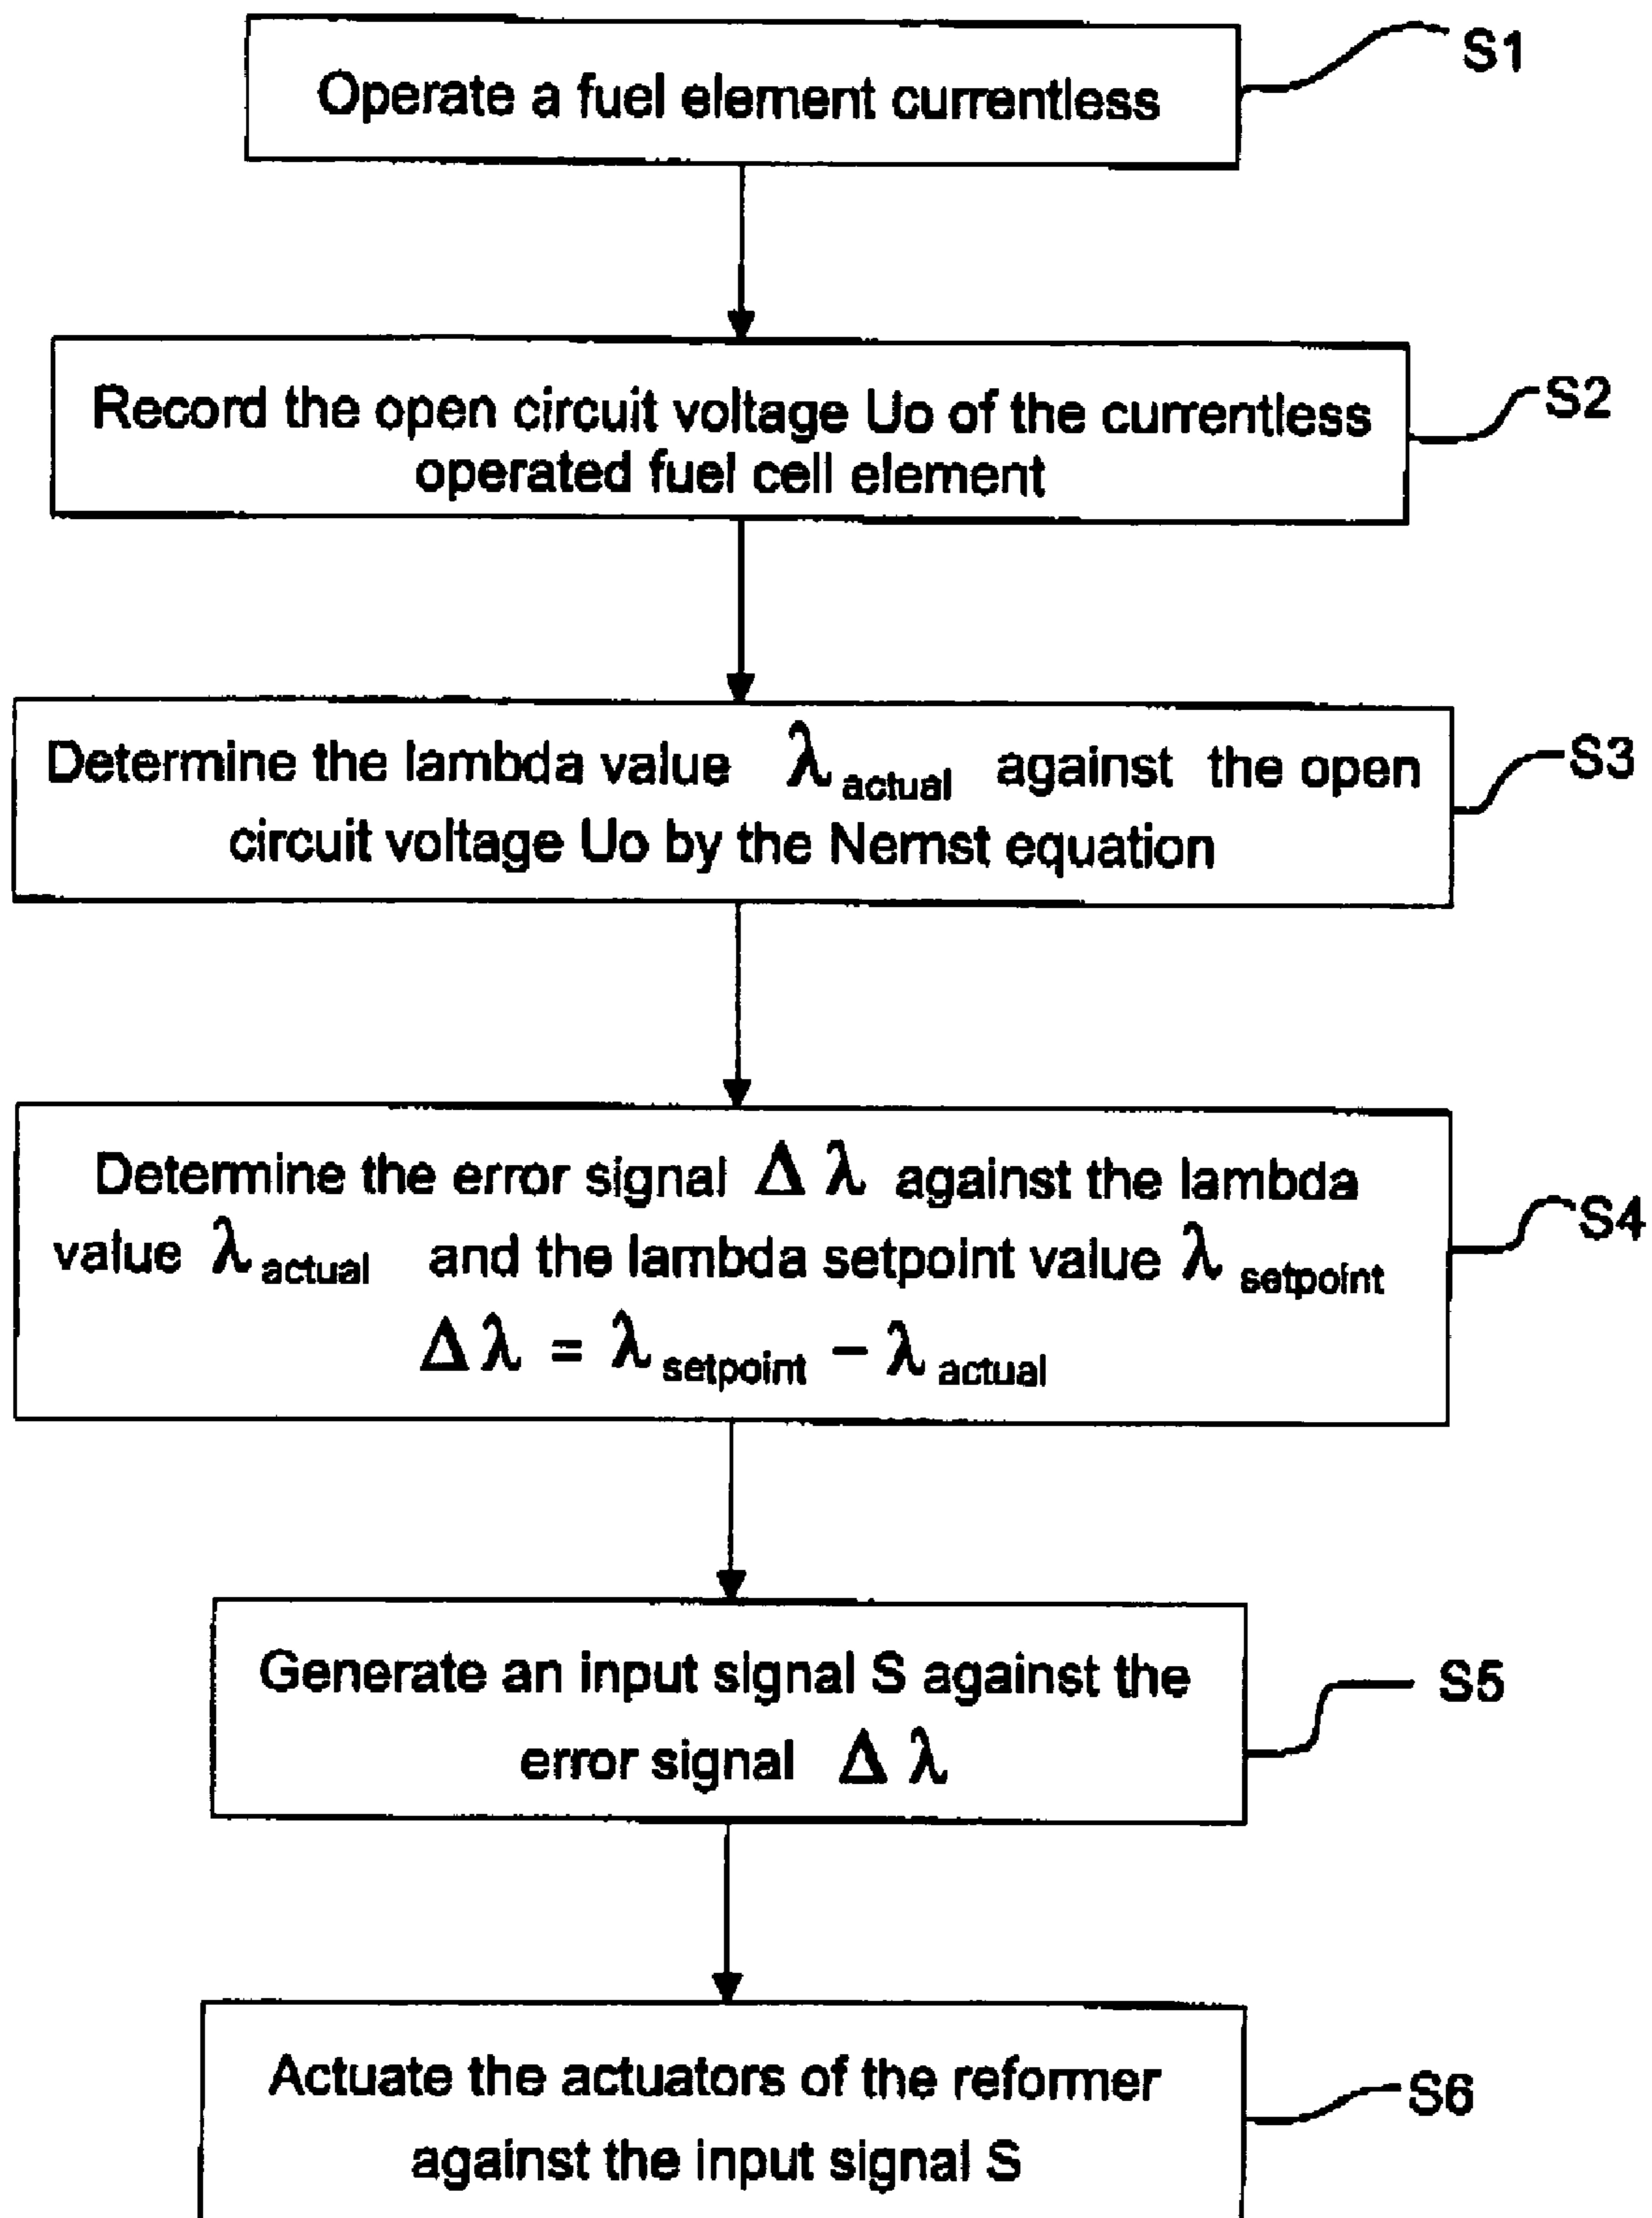 Operate a fuel element currentless
S1
Record the open circuit voltage Uo of the currentless
operated fuel cell element
S2
Determine the lambda value λ actual against the open
circuit voltage Uo by the Nernst equation
S3
Determine the error signal Δ λ against the lambda
value λ actual and the lambda setpoint value λ setpoint
Δ λ = λ setpoint – λ actual
S4
Generate an input signal S against the
error signal Δ λ
S5
Actuate the actuators of the reformer
against the input signal S
S6